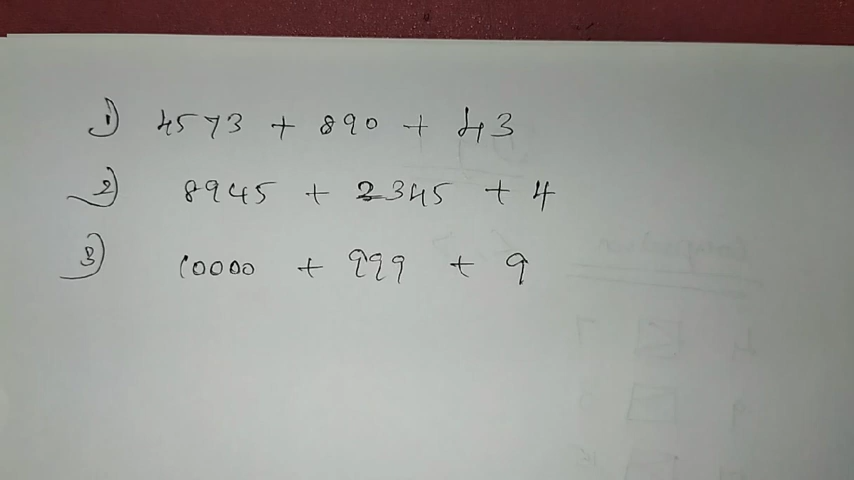 1) 4573 + 890 + 43
2) 8945 + 2345 + 4
3) 10000 + 999 + 9